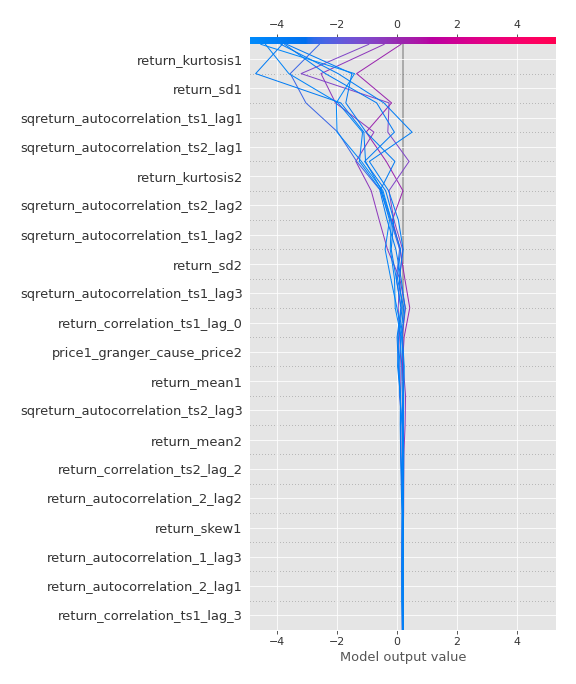 −4 −2 0 2 4
return_kurtosis1
return_sd1
sqreturn_autocorrelation_ts1_lag1
sqreturn_autocorrelation_ts2_lag1
return_kurtosis2
sqreturn_autocorrelation_ts2_lag2
sqreturn_autocorrelation_ts1_lag2
return_sd2
sqreturn_autocorrelation_ts1_lag3
return_correlation_ts1_lag_0
price1_granger_cause_price2
return_mean1
sqreturn_autocorrelation_ts2_lag3
return_mean2
return_correlation_ts2_lag_2
return_autocorrelation_2_lag2
return_skew1
return_autocorrelation_1_lag3
return_autocorrelation_2_lag1
return_correlation_ts1_lag_3
−4 −2 0 2 4
Model output value